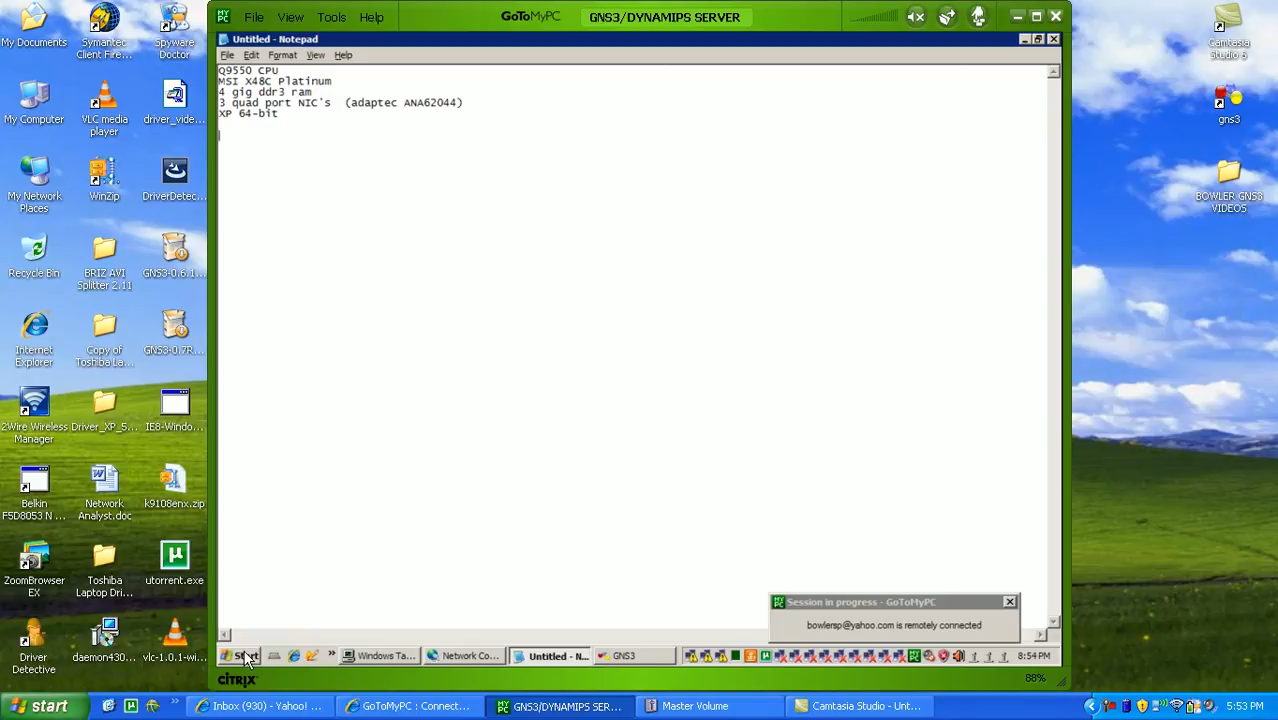 My Documents
Symantec Client Fire...
Spyware Doctor
My Computer
VLC media player
driver_vide...
My Network Places
WinZip
DriverDetec...
Recycle Bin
BRIZ AVI Splitter 2.11
GNS3-0.6.1...
Internet Explorer
Copy of Toshiba La...
GNS3-0.7R...
2Wire Wireless Manager
Driver_XP_5...
IE8-Windo...
Belkin F5D8053 N ...
Network Analyst.doc
k9108enx.zip
ZoomBrowser EX
Toshiba Laptop Dri...
utorrent.exe
Driver Detective
daemon430...
vlc-1.0.1-wi...
MY PC
File View Tools Help
GoToMyPC
GNS3/DYNAMIPS SERVER
Untitled - Notepad
File Edit Format View Help
Q9550 CPU
MSI X48C Platinum
4 gig ddr3 ram
3 quad port NIC's (adaptec ANA62044)
XP 64-bit
Session in progress - GoToMyPC
bowlersp@yahoo.com is remotely connected
Start
Windows Ta...
Network Co...
Untitled - N...
GNS3
8:54 PM
CITRIX
88%
Camtasia Studio 6
gns3
BOWLER GNS3 VIDEOS
start
Inbox (930) - Yahoo! ...
GoToMyPC : Connect...
GNS3/DYNAMIPS SER...
Master Volume
Camtasia Studio - Unt...
5:53 PM